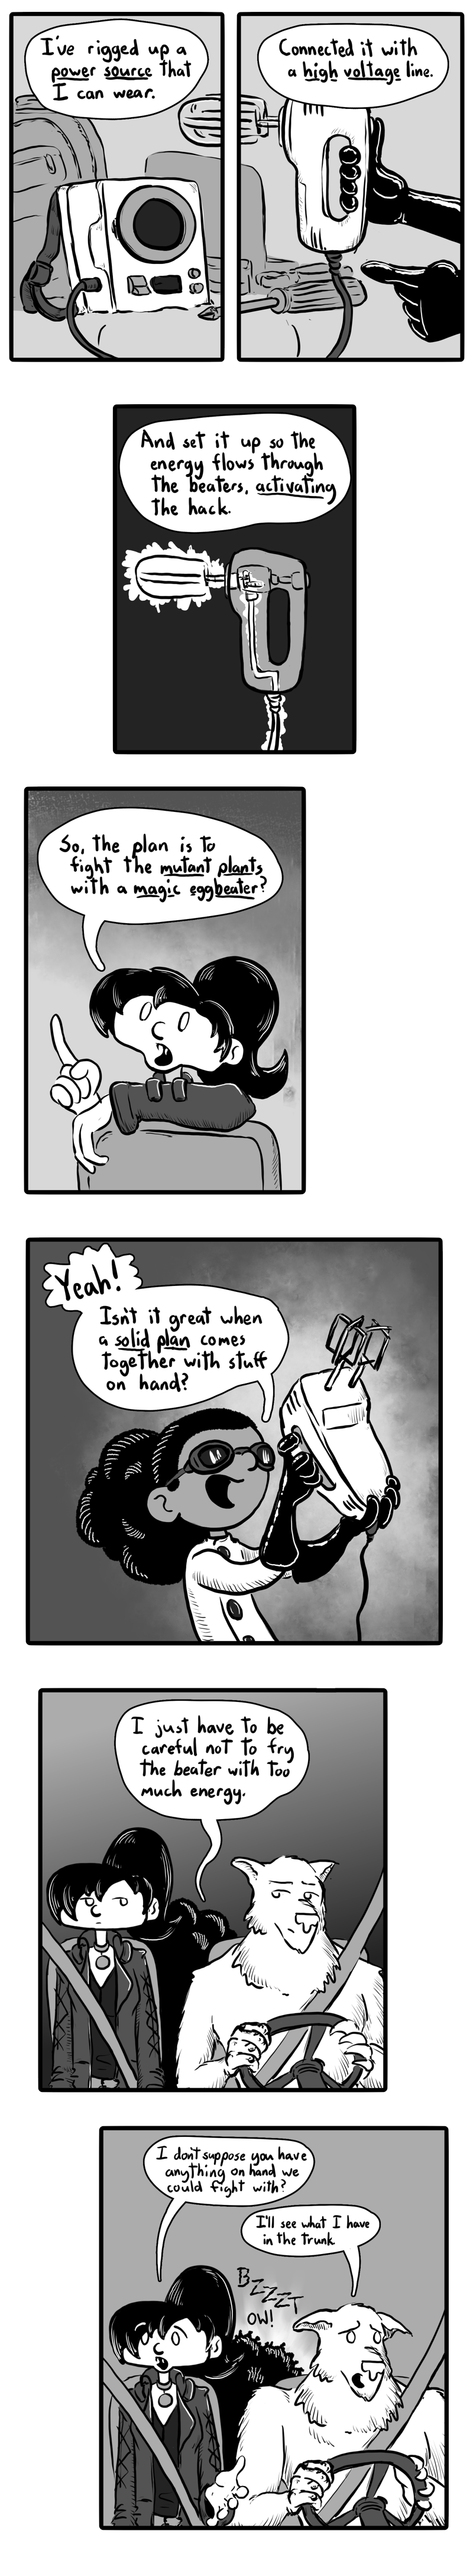 I've rigged up a
power source that
I can wear.
Connected it with
a high voltage line.
And set it up so the
energy flows through
the beaters, activating
the hack.
So, the plan is to
fight the mutant plants
with a magic eggbeater?
Yeah!
Isn't it great when
a solid plan comes
together with stuff
on hand?
I just have to be
careful not to fry
the beater with too
much energy.
I don't suppose you have
anything on hand we
could fight with?
I'll see what I have
in the trunk
BZZZZT
OW!